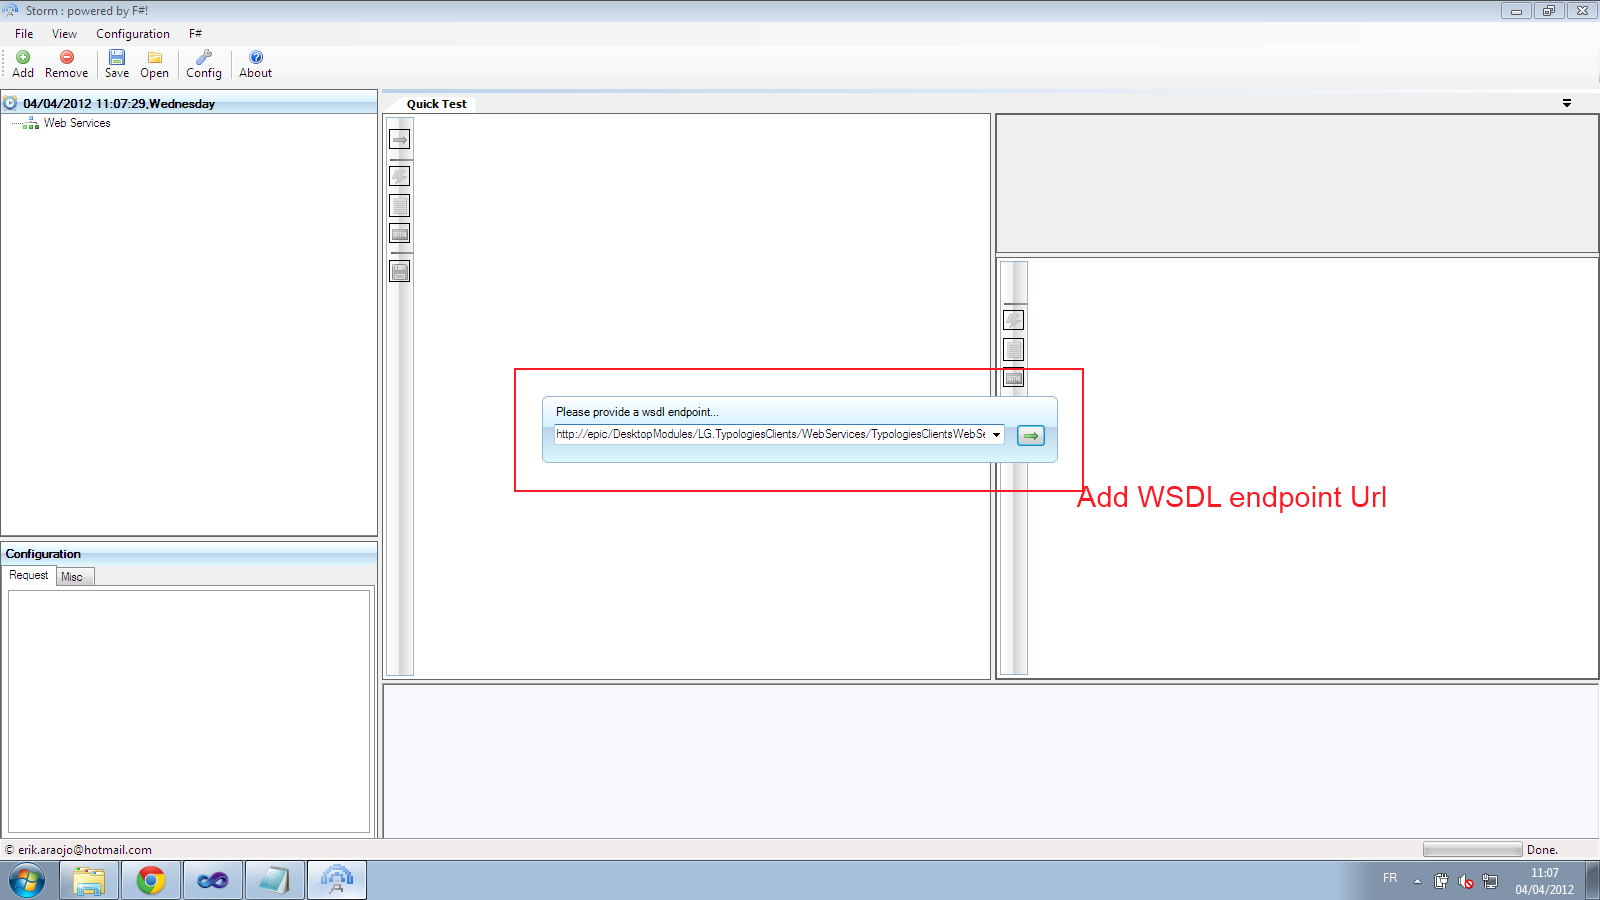 Storm : powered by F#!
File View Configuration F#
Add Remove Save Open Config About
04/04/2012 11:07:29,Wednesday
Web Services
Quick Test
Please provide a wsdl endpoint...
http://epic/DesktopModules/LG.TypologiesClients/WebServices/TypologiesClientsWebSe
Add WSDL endpoint Url
Configuration
Request Misc
© erik.araojo@hotmail.com
Done.
FR
11:07
04/04/2012